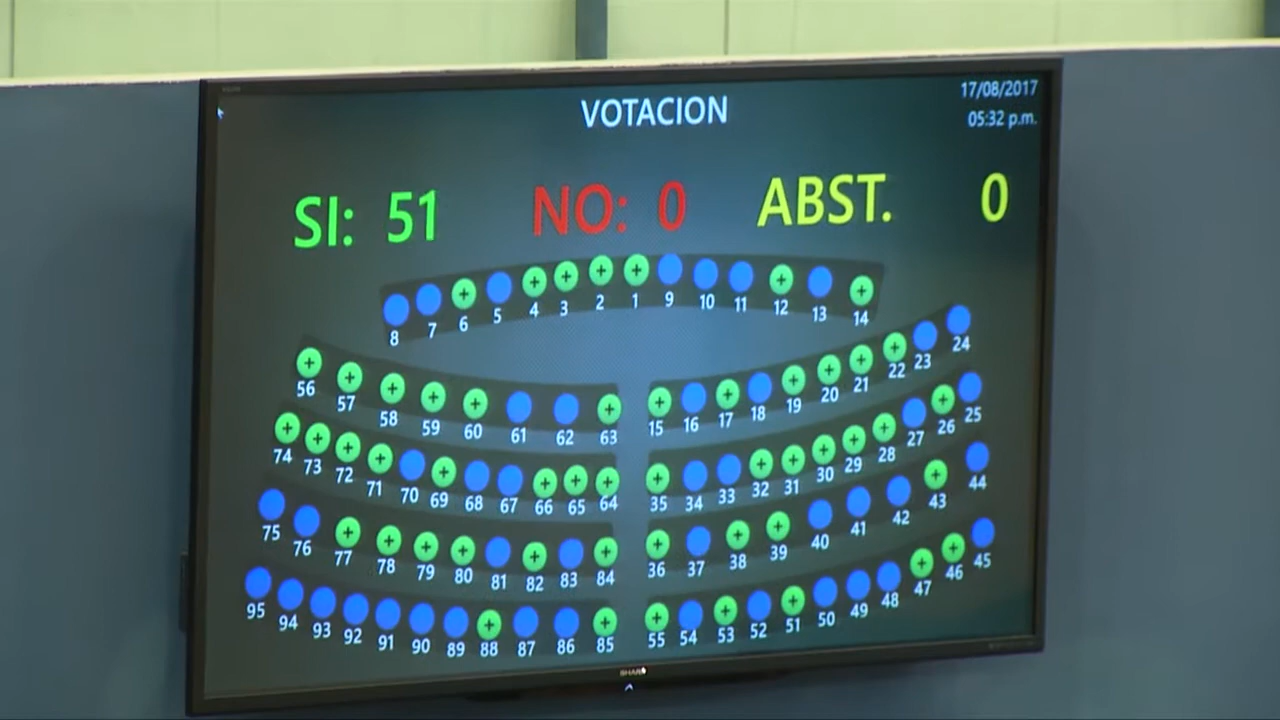 VOTACION
17/08/2017
05:32 p.m.
SI: 51 NO: 0 ABST. 0
8 7 6 5 4 3 2 1 9 10 11 12 13 14
56 57 58 59 60 61 62 63 15 16 17 18 19 20 21 22 23 24
74 73 72 71 70 69 68 67 66 65 64 35 34 33 32 31 30 29 28 27 26 25
75 76 77 78 79 80 81 82 83 84 36 37 38 39 40 41 42 43 44
95 94 93 92 91 90 89 88 87 86 85 55 54 53 52 51 50 49 48 47 46 45
SHARP